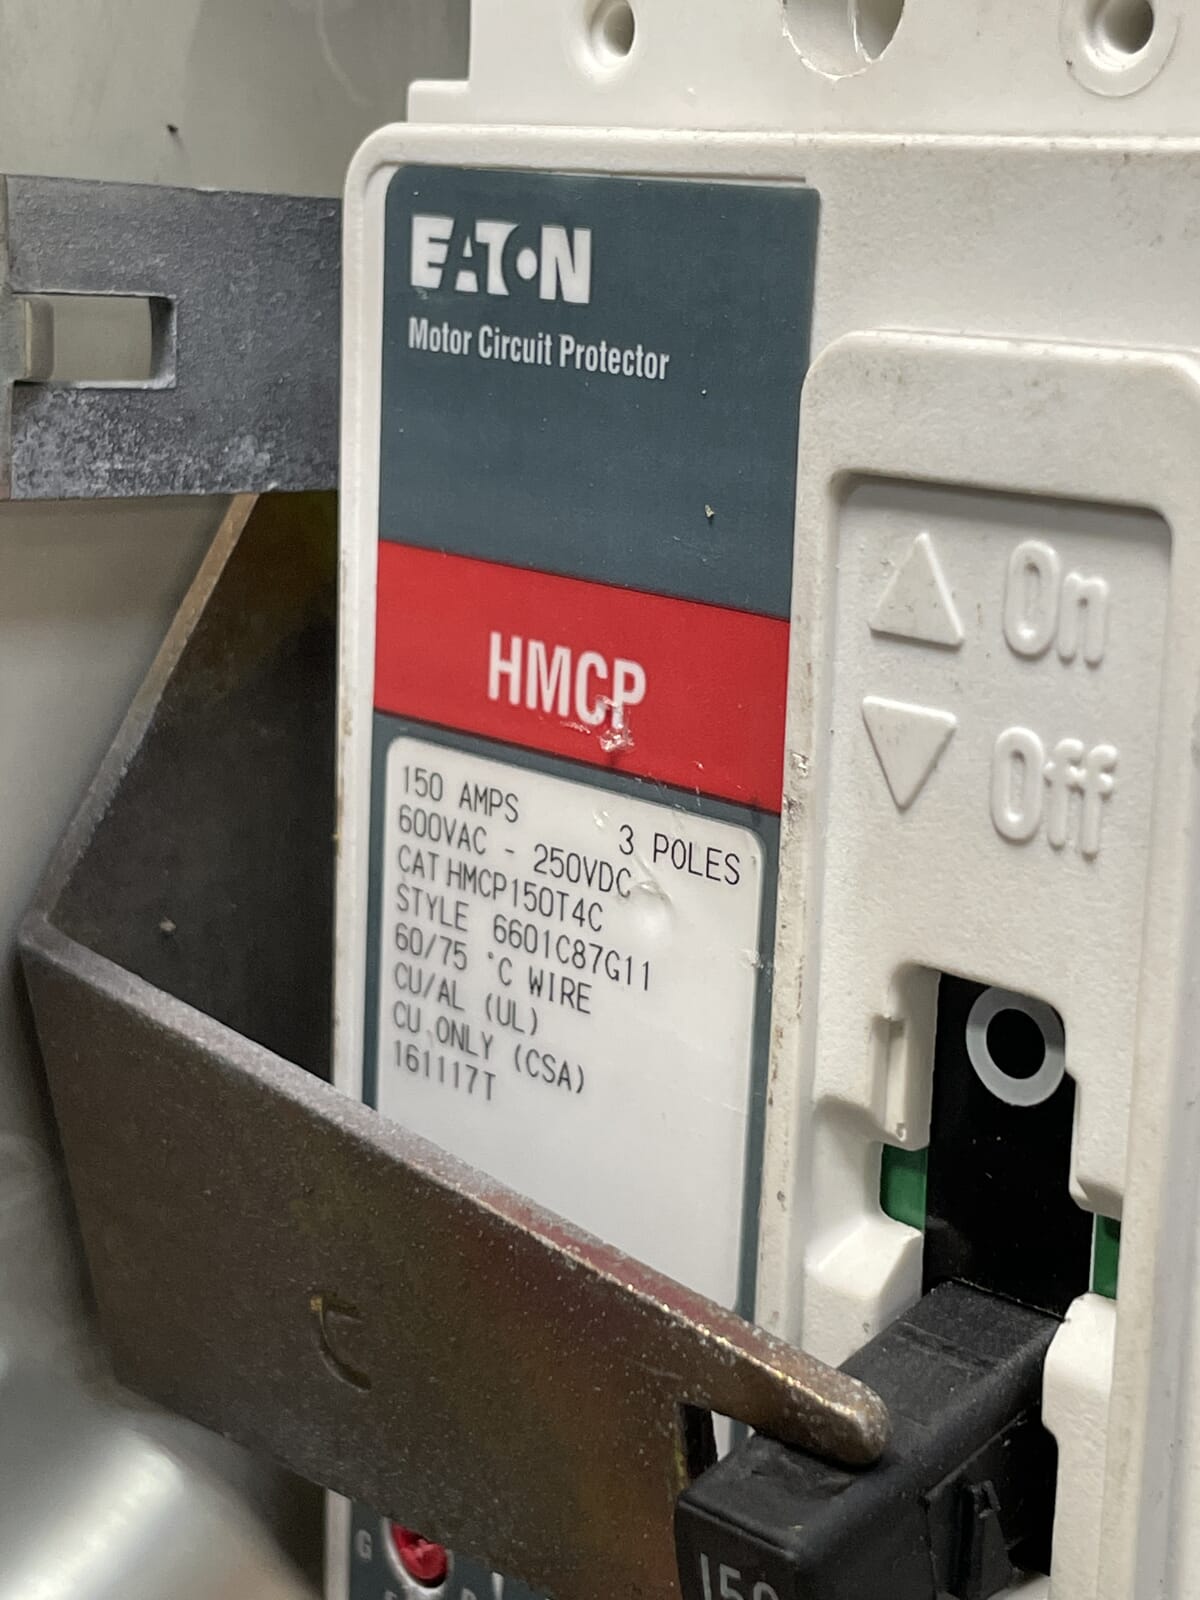 EATON
Motor Circuit Protector
HMCP
On
Off
150 AMPS 3 POLES
600VAC - 250VDC
CAT HMCP150T4C
STYLE 6601C87G11
60/75 °C WIRE
CU/AL (UL)
CU ONLY (CSA)
161117T
G
150